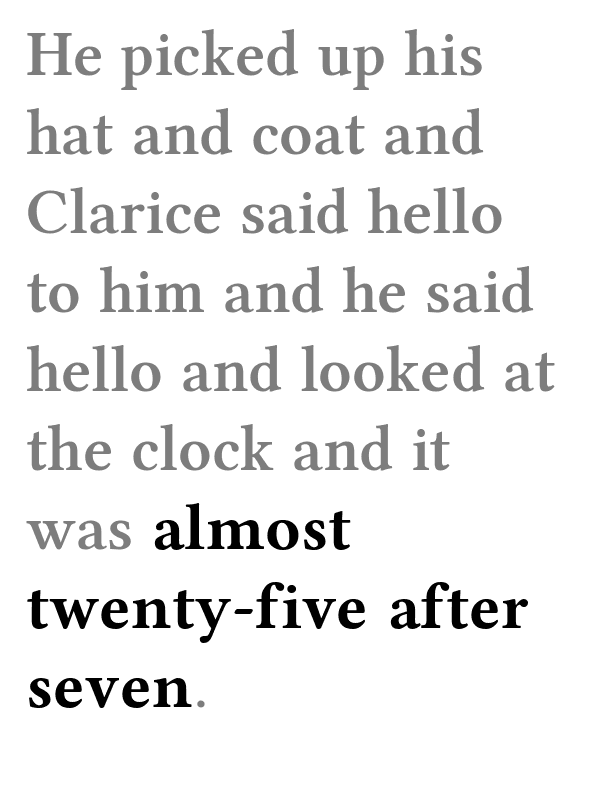 He picked up his
hat and coat and
Clarice said hello
to him and he said
hello and looked at
the clock and it
was almost
twenty-five after
seven.